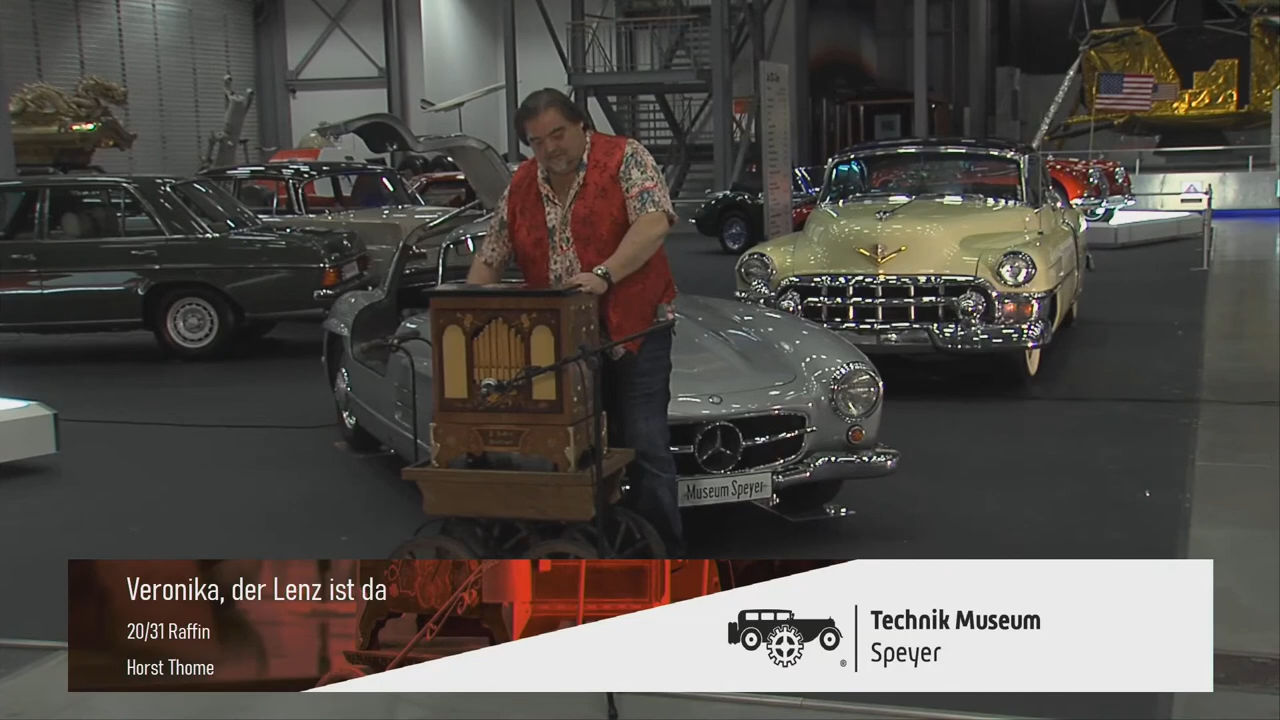 Museum Speyer
Veronika, der Lenz ist da
20/31 Raffin
Horst Thome
Technik Museum
Speyer
®